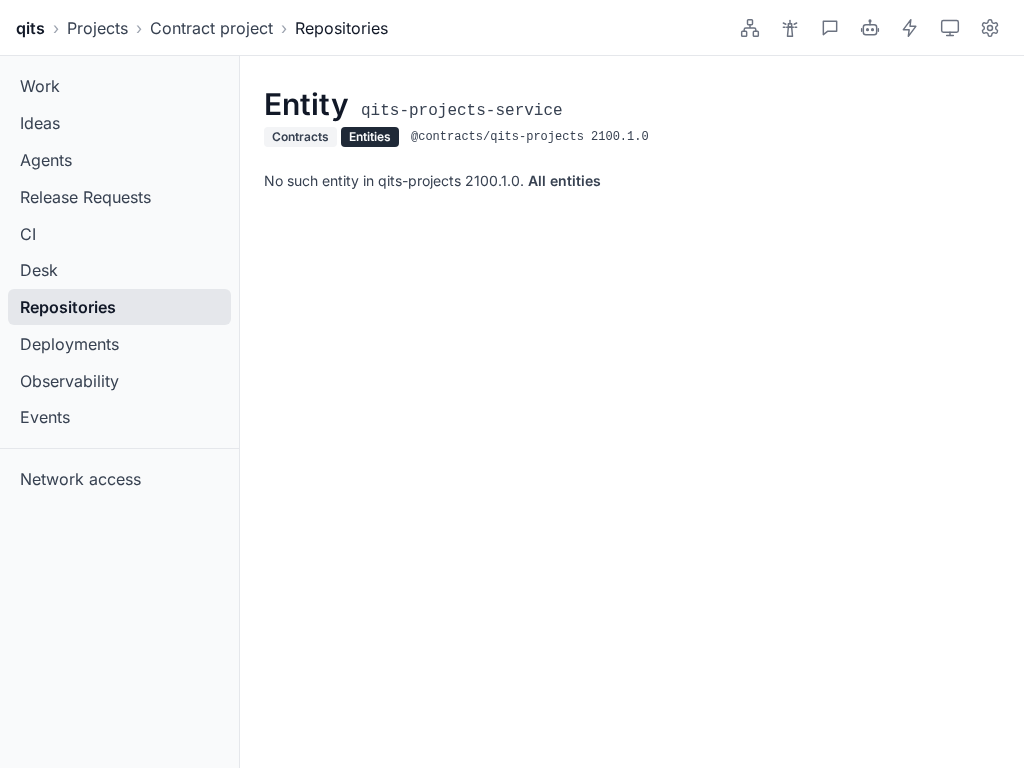 qits › Projects › Contract project › Repositories
Work
Ideas
Agents
Release Requests
CI
Desk
Repositories
Deployments
Observability
Events
Network access
Entity qits-projects-service
Contracts Entities @contracts/qits-projects 2100.1.0
No such entity in qits-projects 2100.1.0. All entities